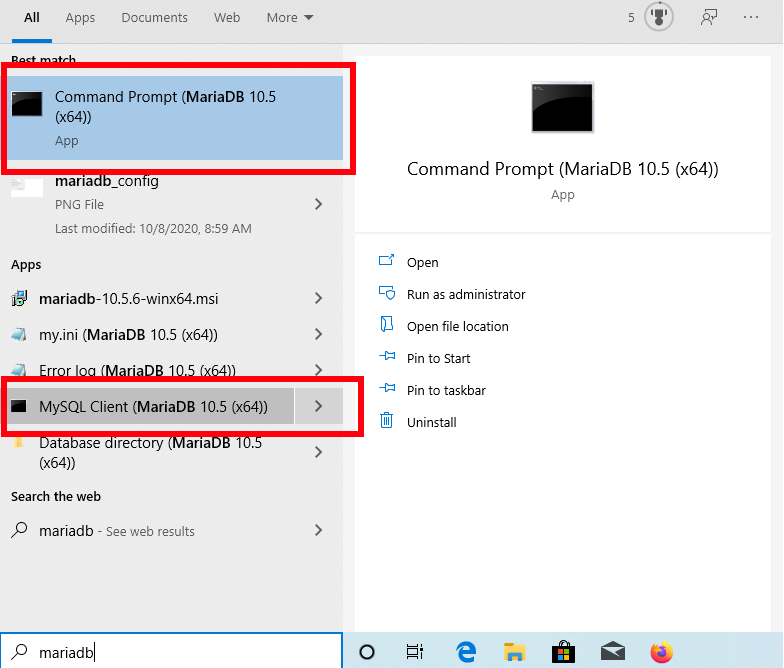 All Apps Documents Web More 5
Best match
Command Prompt (MariaDB 10.5
(x64))
App
mariadb_config
PNG File
Last modified: 10/8/2020, 8:59 AM
Apps
mariadb-10.5.6-winx64.msi
my.ini (MariaDB 10.5 (x64))
Error log (MariaDB 10.5 (x64))
MySQL Client (MariaDB 10.5 (x64))
Database directory (MariaDB 10.5
(x64))
Search the web
mariadb - See web results
mariadb
Command Prompt (MariaDB 10.5 (x64))
App
Open
Run as administrator
Open file location
Pin to Start
Pin to taskbar
Uninstall